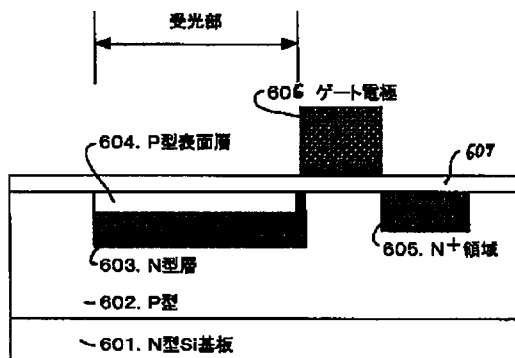 受光部
606 ゲート電極
604. P型表面層
607
605. N+領域
603. N型層
602. P型
601. N型Si基板